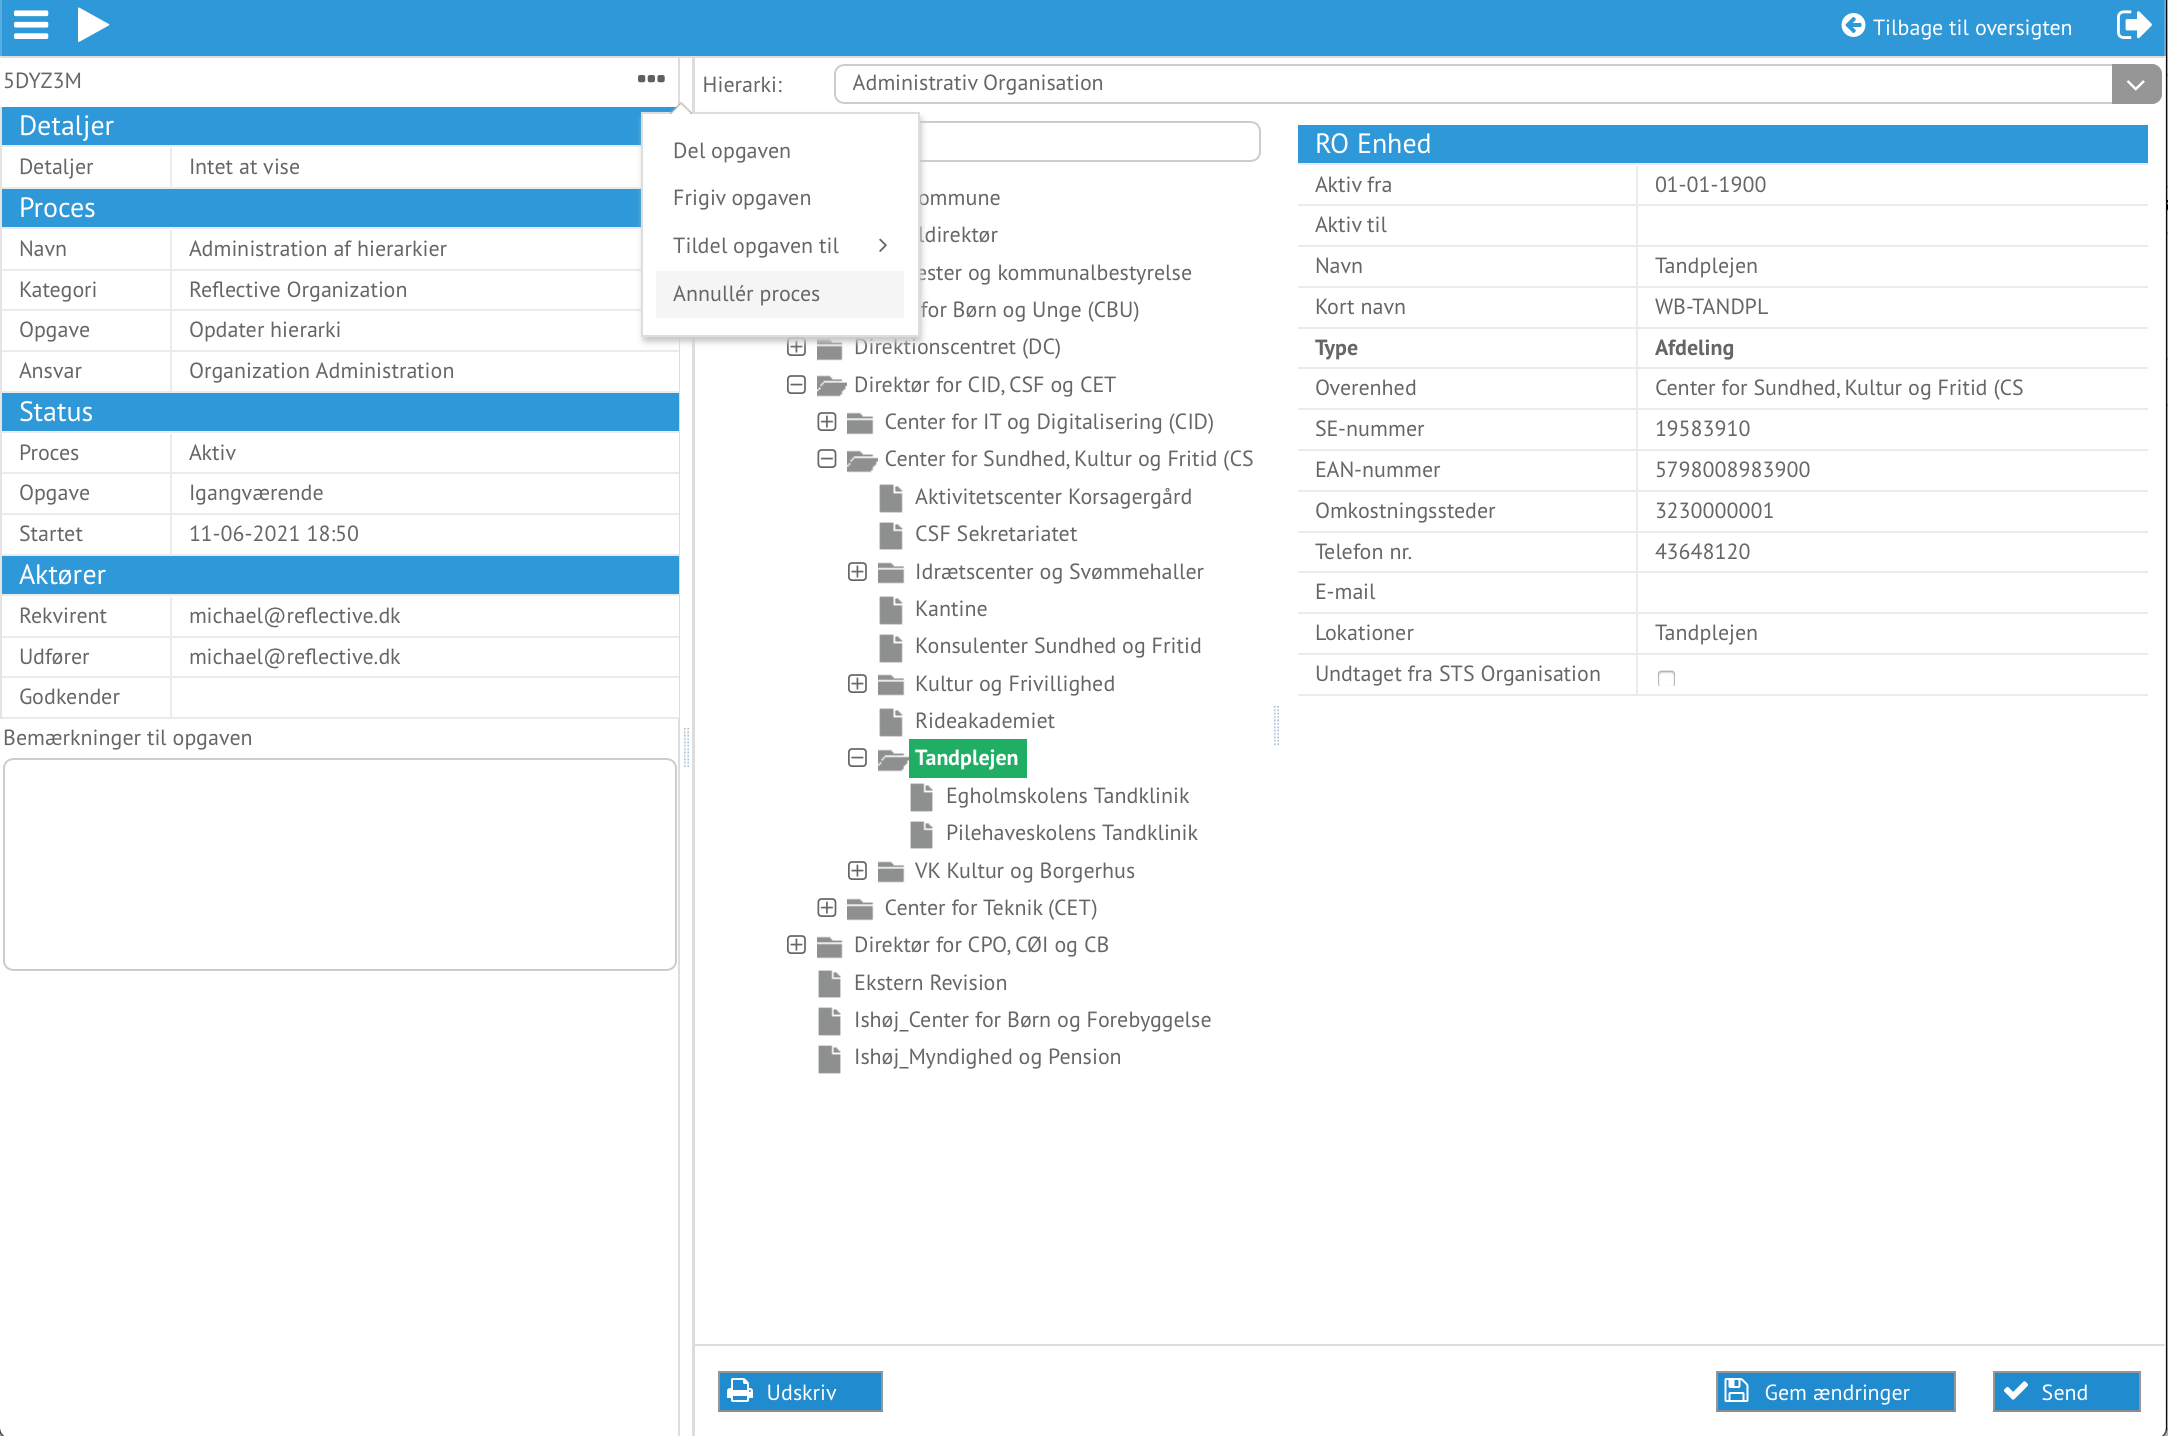 Tilbage til oversigten
5DYZ3M
Detaljer
Detaljer Intet at vise
Proces
Navn Administration af hierarkier
Kategori Reflective Organization
Opgave Opdater hierarki
Ansvar Organization Administration
Status
Proces Aktiv
Opgave Igangværende
Startet 11-06-2021 18:50
Aktører
Rekvirent michael@reflective.dk
Udfører michael@reflective.dk
Godkender
Bemærkninger til opgaven
Del opgaven
Frigiv opgaven
Tildel opgaven til
Annullér proces
Hierarki: Administrativ Organisation
ommune
ldirektør
ester og kommunalbestyrelse
for Børn og Unge (CBU)
Direktionscentret (DC)
Direktør for CID, CSF og CET
Center for IT og Digitalisering (CID)
Center for Sundhed, Kultur og Fritid (CS
Aktivitetscenter Korsagergård
CSF Sekretariatet
Idrætscenter og Svømmehaller
Kantine
Konsulenter Sundhed og Fritid
Kultur og Frivillighed
Rideakademiet
Tandplejen
Egholmskolens Tandklinik
Pilehaveskolens Tandklinik
VK Kultur og Borgerhus
Center for Teknik (CET)
Direktør for CPO, CØI og CB
Ekstern Revision
Ishøj_Center for Børn og Forebyggelse
Ishøj_Myndighed og Pension
RO Enhed
Aktiv fra 01-01-1900
Aktiv til
Navn Tandplejen
Kort navn WB-TANDPL
Type Afdeling
Overenhed Center for Sundhed, Kultur og Fritid (CS
SE-nummer 19583910
EAN-nummer 5798008983900
Omkostningssteder 3230000001
Telefon nr. 43648120
E-mail
Lokationer Tandplejen
Undtaget fra STS Organisation
Udskriv
Gem ændringer
Send